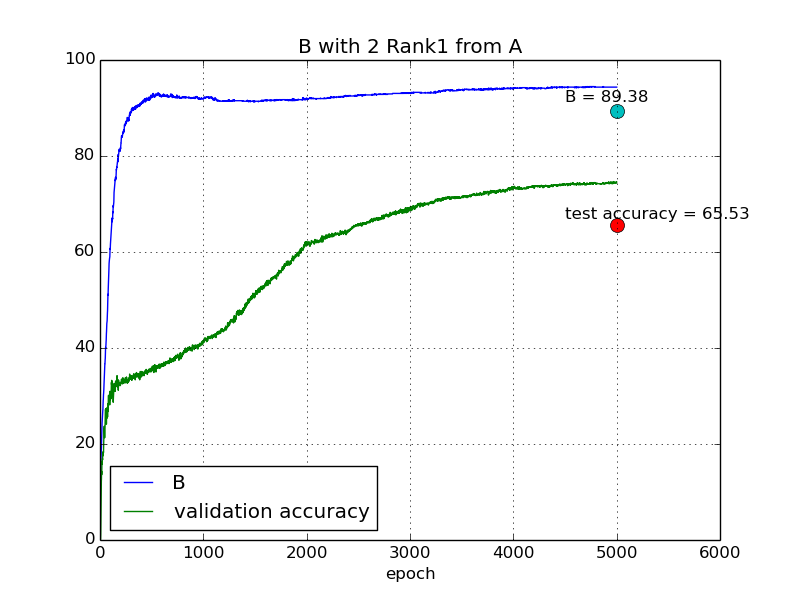 B with 2 Rank1 from A
100
80
60
40
20
0
B = 89.38
test accuracy = 65.53
B
validation accuracy
0 1000 2000 3000 4000 5000 6000
epoch